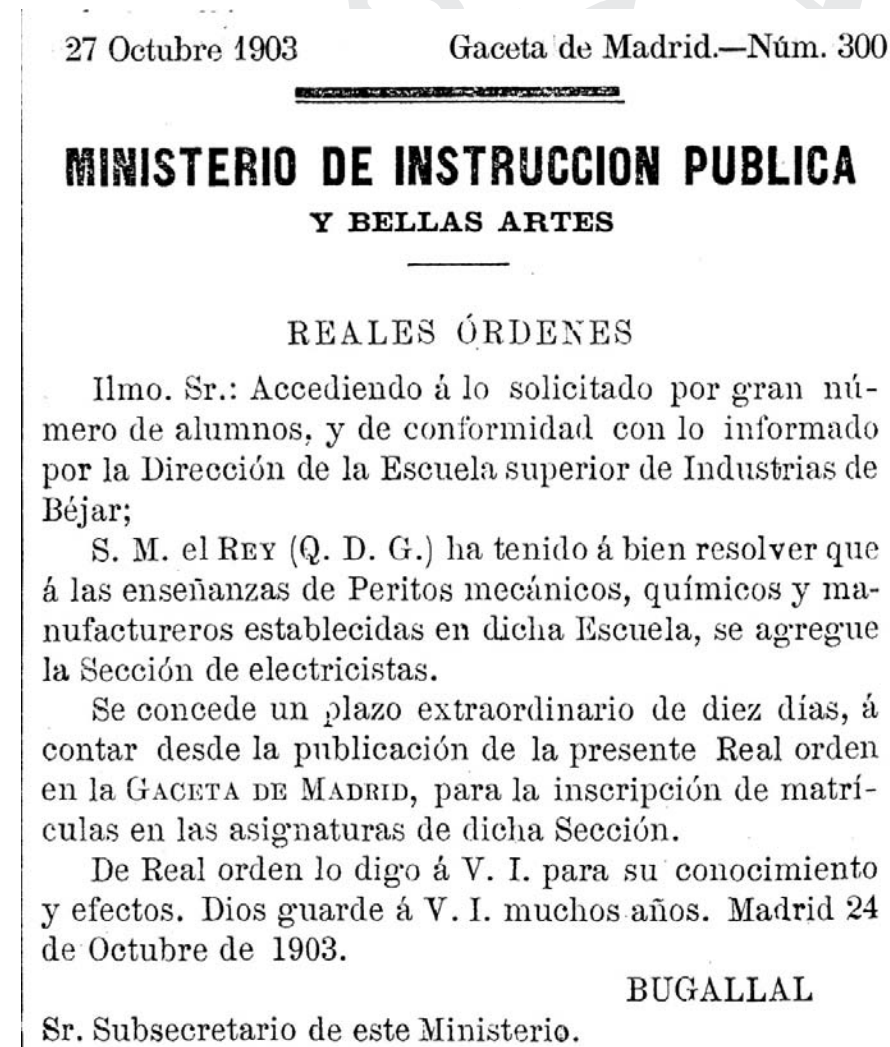 27 Octubre 1903 Gaceta de Madrid.—Núm. 300
MINISTERIO DE INSTRUCCION PUBLICA
Y BELLAS ARTES
REALES ÓRDENES
Ilmo. Sr.: Accediendo á lo solicitado por gran nú-
mero de alumnos, y de conformidad con lo informado
por la Dirección de la Escuela superior de Industrias de
Béjar;
S. M. el REY (Q. D. G.) ha tenido á bien resolver que
á las enseñanzas de Peritos mecánicos, químicos y ma-
nufactureros establecidas en dicha Escuela, se agregue
la Sección de electricistas.
Se concede un plazo extraordinario de diez días, á
contar desde la publicación de la presente Real orden
en la GACETA DE MADRID, para la inscripción de matrí-
culas en las asignaturas de dicha Sección.
De Real orden lo digo á V. I. para su conocimiento
y efectos. Dios guarde á V. I. muchos años. Madrid 24
de Octubre de 1903.
BUGALLAL
Sr. Subsecretario de este Ministerio.